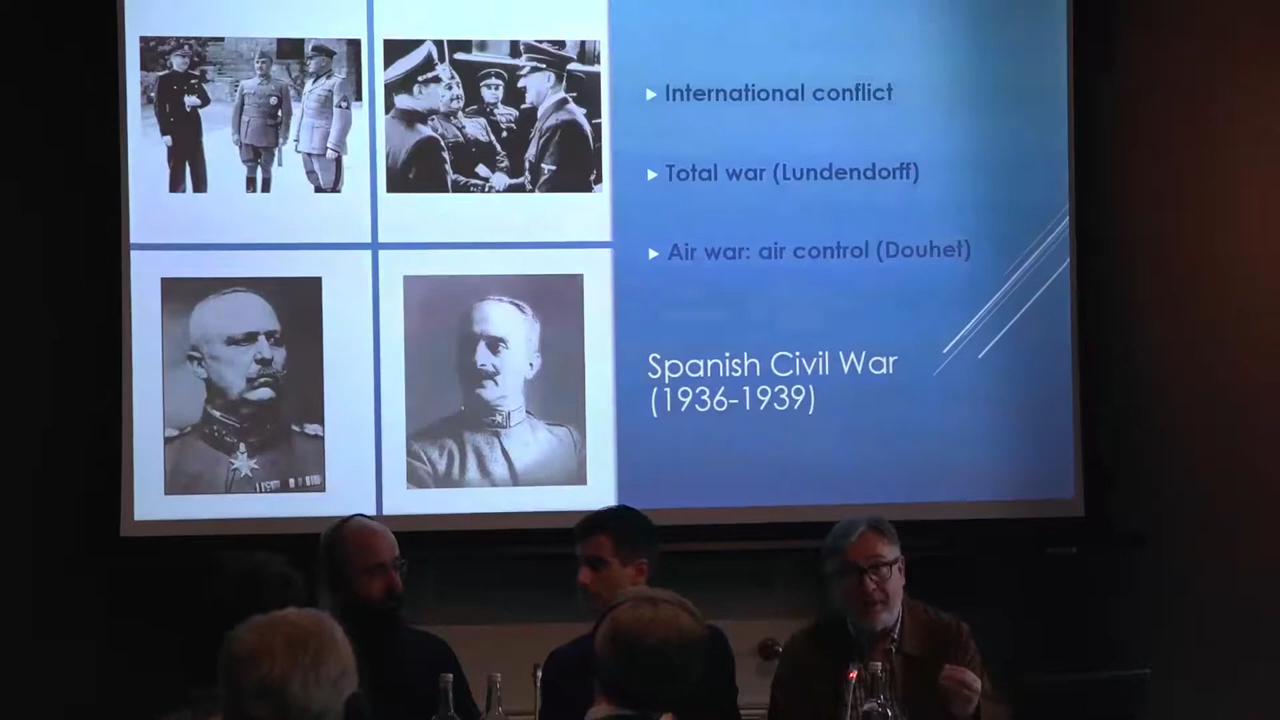 International conflict
Total war (Lundendorff)
Air war: air control (Douhet)
Spanish Civil War
(1936-1939)